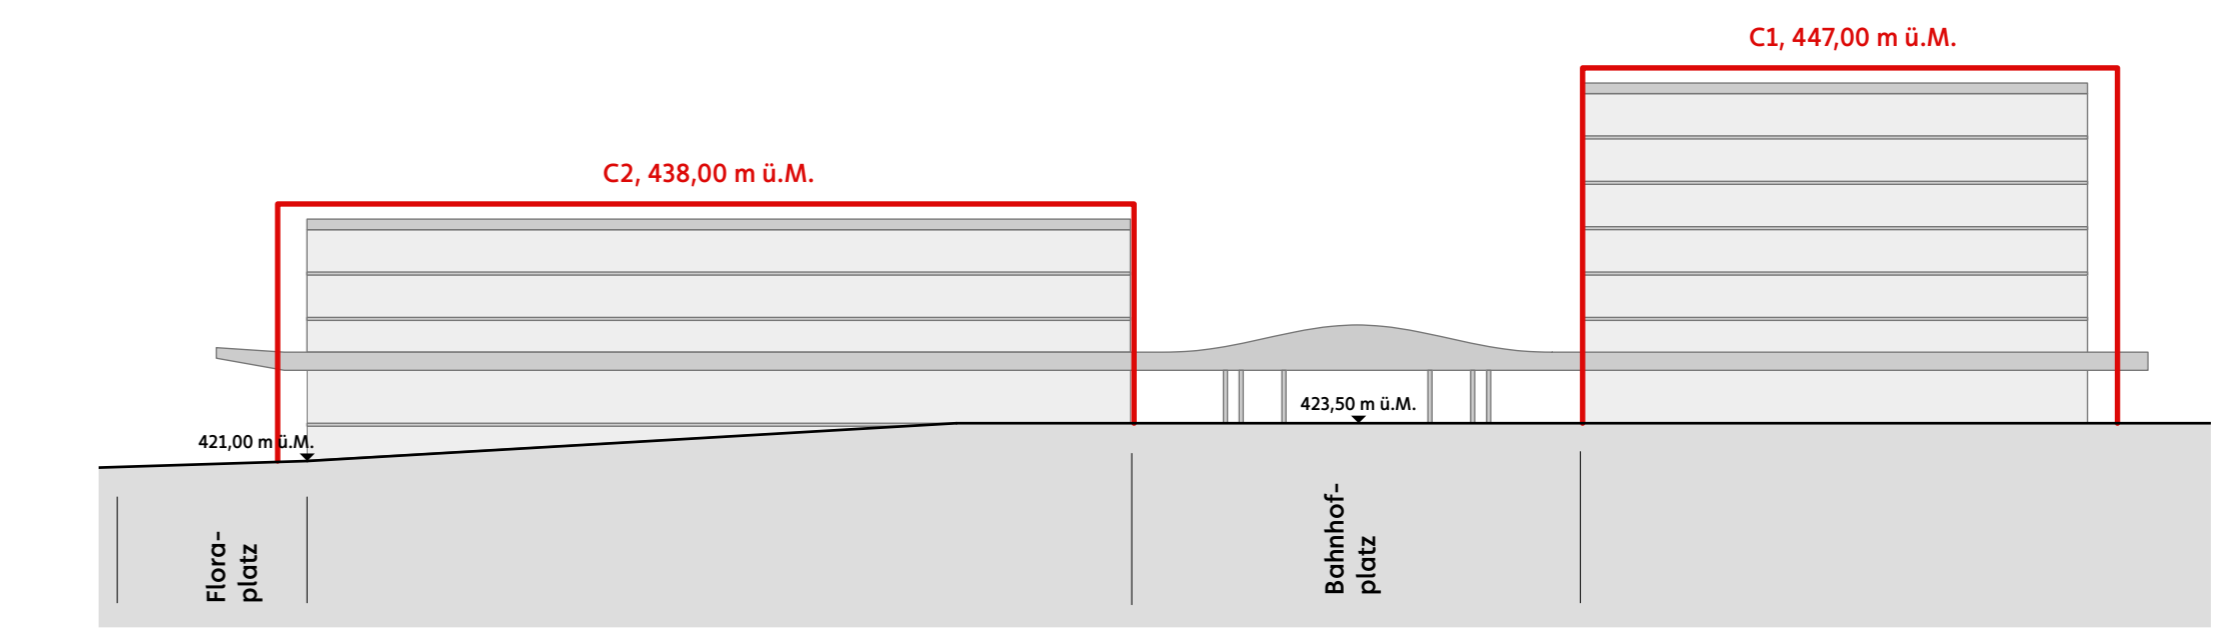 C1, 447,00 m ü.M.
C2, 438,00 m ü.M.
423,50 m ü.M.
421,00 m ü.M.
Flora-
platz
Bahnhof-
platz